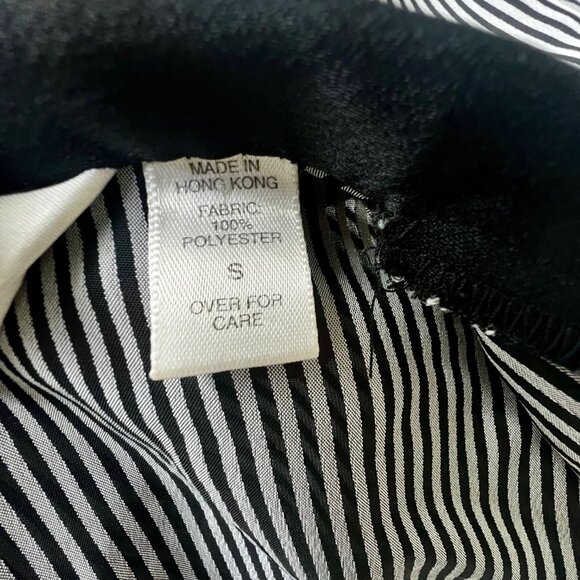 MADE IN
HONG KONG
FABRIC:
100%
POLYESTER
S
OVER FOR
CARE